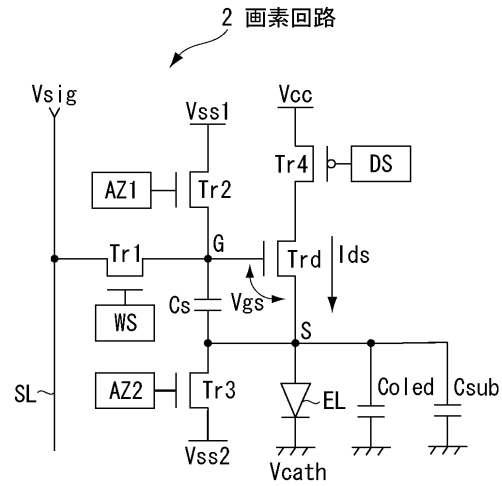 2 画素回路
Vsig
Vss1
Vcc
AZ1
Tr2
Tr4
DS
Tr1
G
Trd
Ids
WS
Cs
Vgs
S
AZ2
Tr3
SL
EL
Coled
Csub
Vss2
Vcath